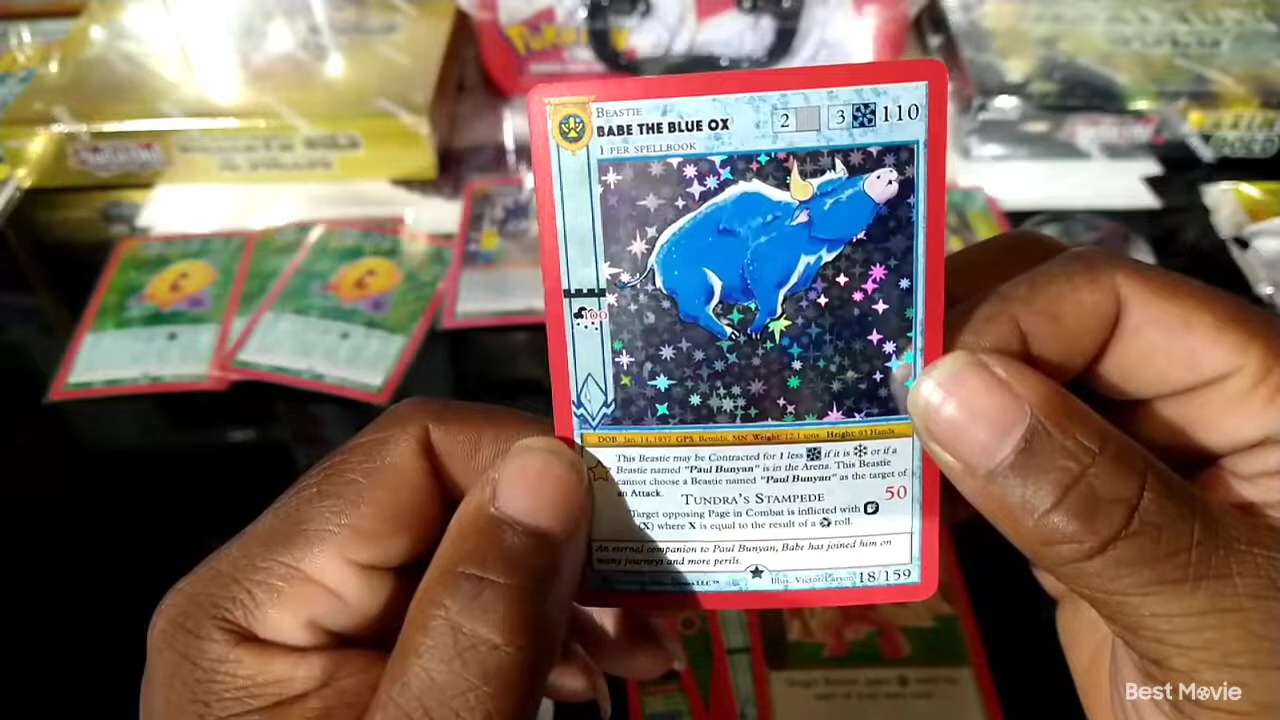 Pokémon
BEASTIE
BABE THE BLUE OX
2 3 110
1 PER SPELLBOOK
100
DOB: Jan. 14, 1937 GPS: Bemidji, MN Weight: 12.1 tons Height: 93 Hands
This Beastie may be Contracted for 1 less if it is or if a
Beastie named "Paul Bunyan" is in the Arena. This Beastie
cannot choose a Beastie named "Paul Bunyan" as the target of
an Attack.
TUNDRA'S STAMPEDE 50
Target opposing Page in Combat is inflicted with
(X) where X is equal to the result of a roll.
An eternal companion to Paul Bunyan, Babe has joined him on
many journeys and more perils.
LLC™ Illus. Victor Larson 18/159
Best Movie